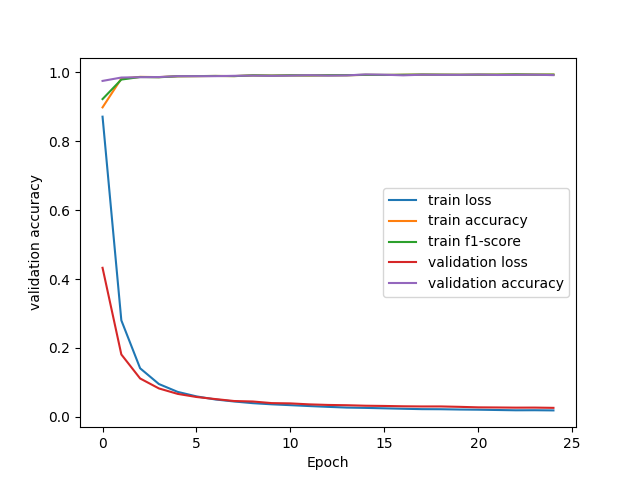 1.0
0.8
0.6
0.4
0.2
0.0
validation accuracy
train loss
train accuracy
train f1-score
validation loss
validation accuracy
0 5 10 15 20 25
Epoch